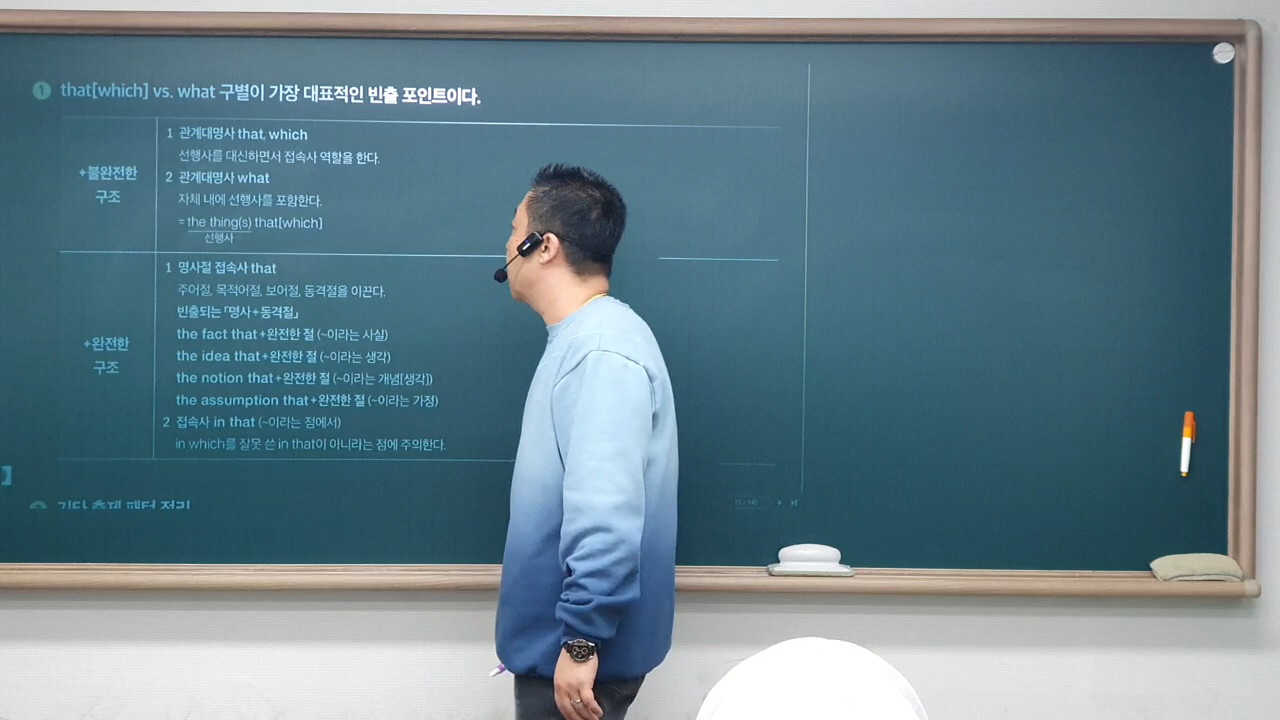 1 that[which] vs. what 구별이 가장 대표적인 빈출 포인트이다.
+불완전한
구조
1 관계대명사 that, which
선행사를 대신하면서 접속사 역할을 한다.
2 관계대명사 what
자체 내에 선행사를 포함한다.
= the thing(s) that[which]
선행사
+완전한
구조
1 명사절 접속사 that
주어절, 목적어절, 보어절, 동격절을 이끈다.
빈출되는 「명사+동격절」
the fact that+완전한 절 (~이라는 사실)
the idea that+완전한 절 (~이라는 생각)
the notion that+완전한 절 (~이라는 개념[생각])
the assumption that+완전한 절 (~이라는 가정)
2 접속사 in that (~이라는 점에서)
in which를 잘못 쓴 in that이 아니라는 점에 주의한다.
기타 출제 패턴 정리